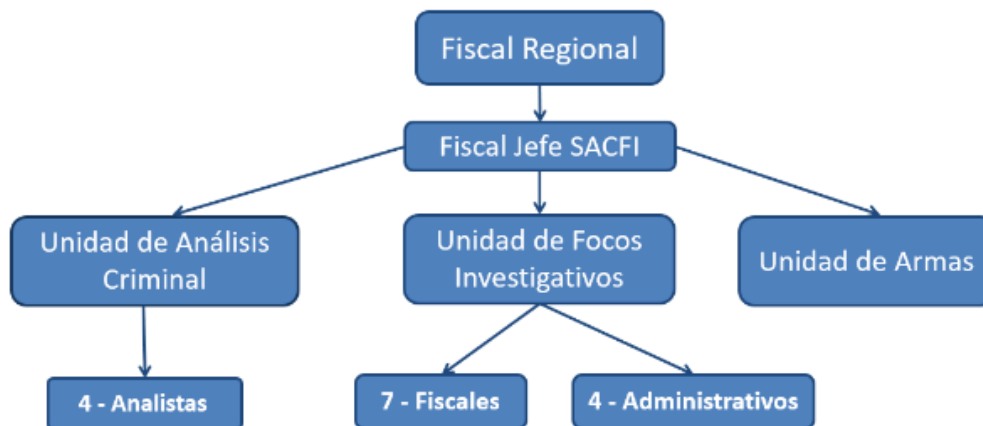 Fiscal Regional
Fiscal Jefe SACFI
Unidad de Análisis
Criminal
Unidad de Focos
Investigativos
Unidad de Armas
4 - Analistas
7 - Fiscales
4 - Administrativos